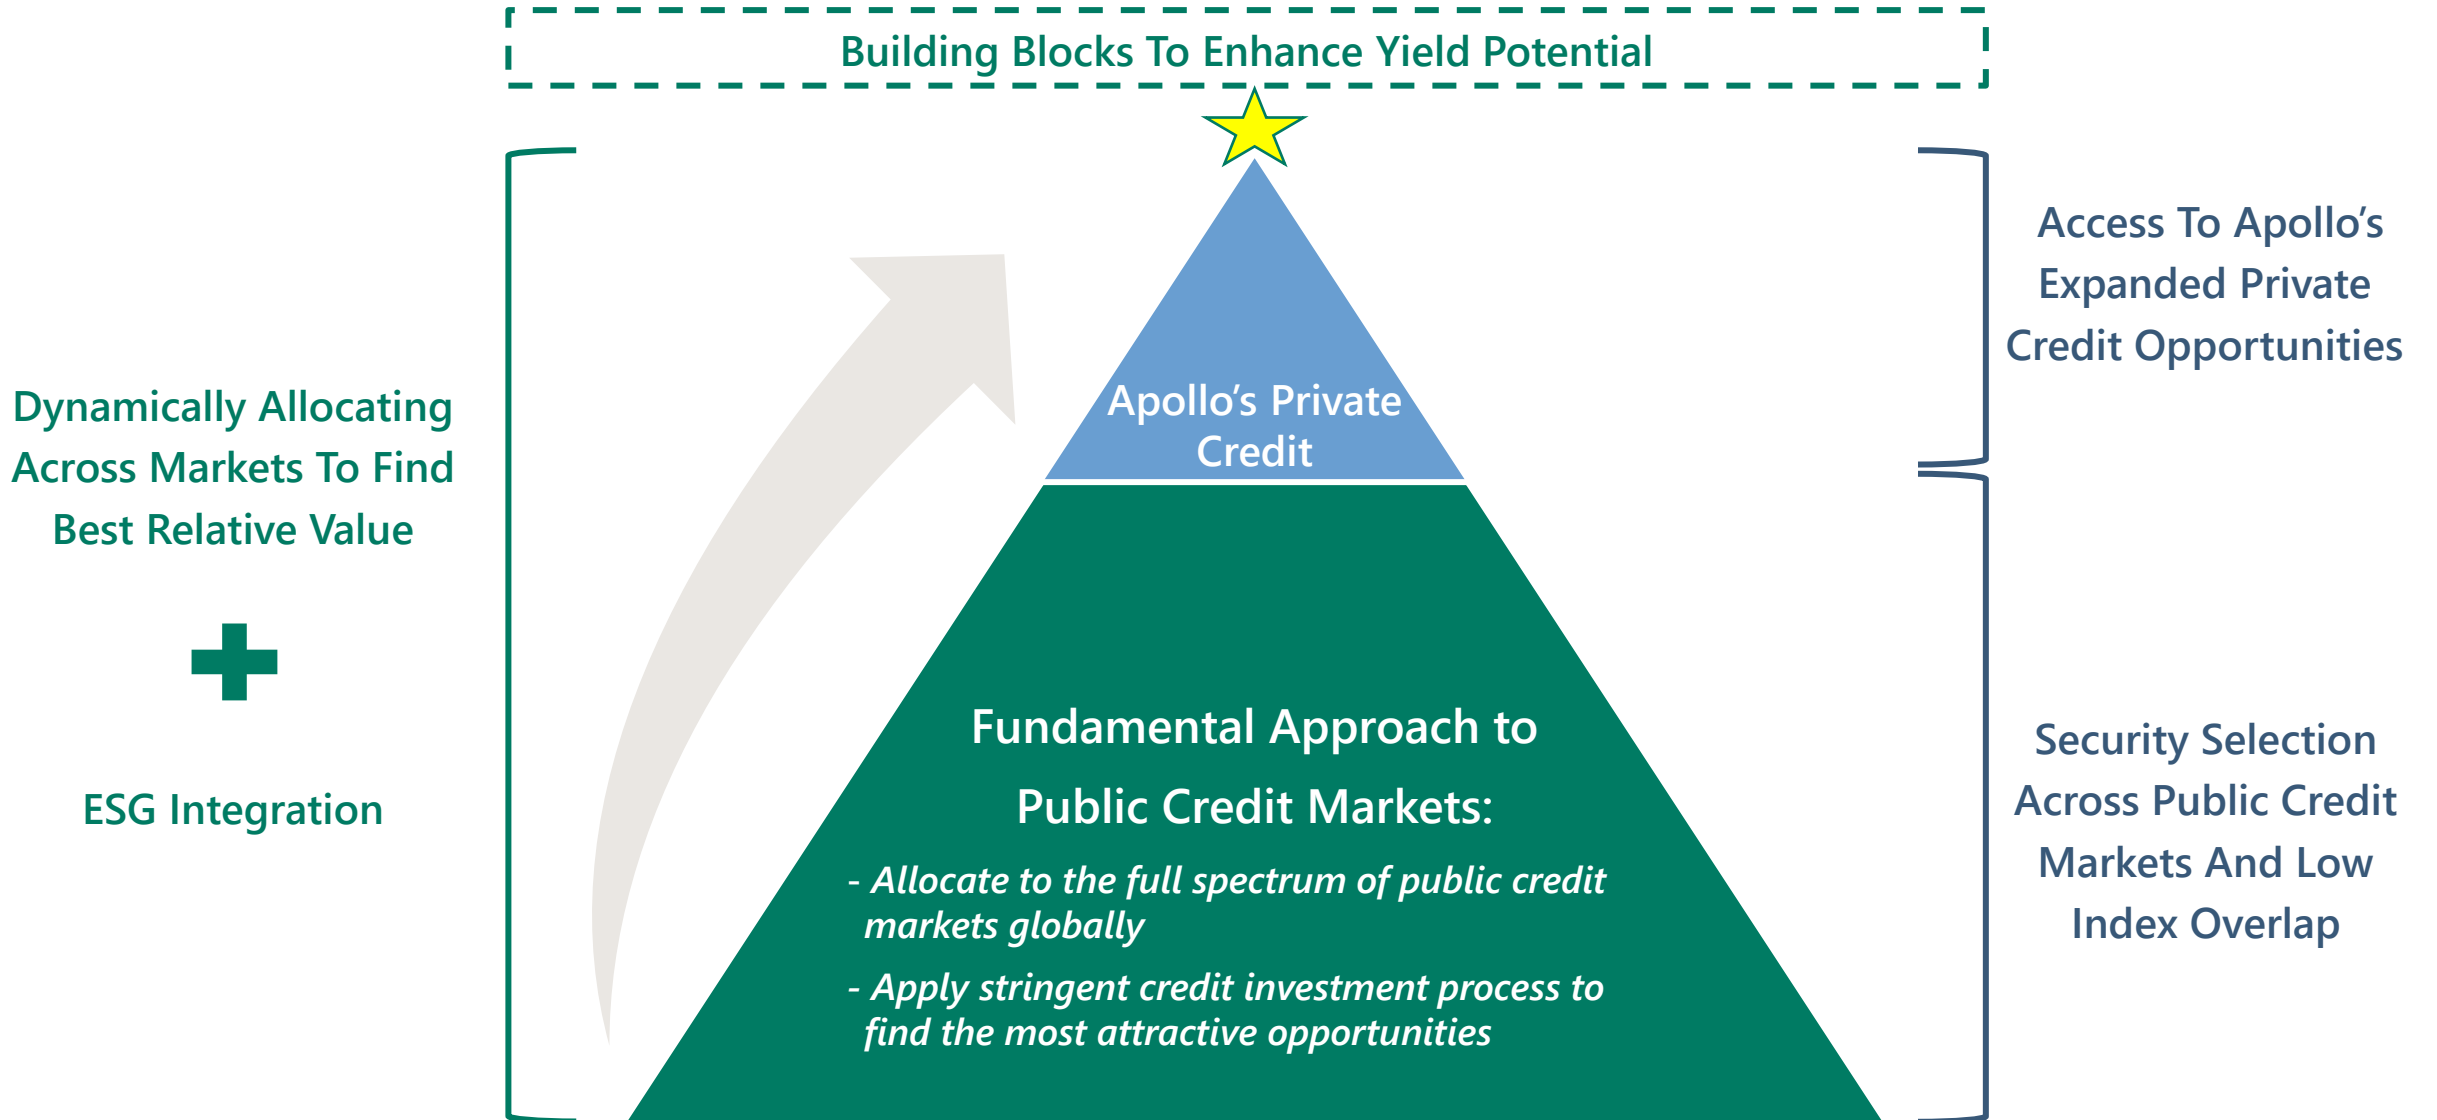 Building Blocks To Enhance Yield Potential
Dynamically Allocating
Across Markets To Find
Best Relative Value
ESG Integration
Apollo’s Private
Credit
Fundamental Approach to
Public Credit Markets:
- Allocate to the full spectrum of public credit
markets globally
- Apply stringent credit investment process to
find the most attractive opportunities
Access To Apollo’s
Expanded Private
Credit Opportunities
Security Selection
Across Public Credit
Markets And Low
Index Overlap